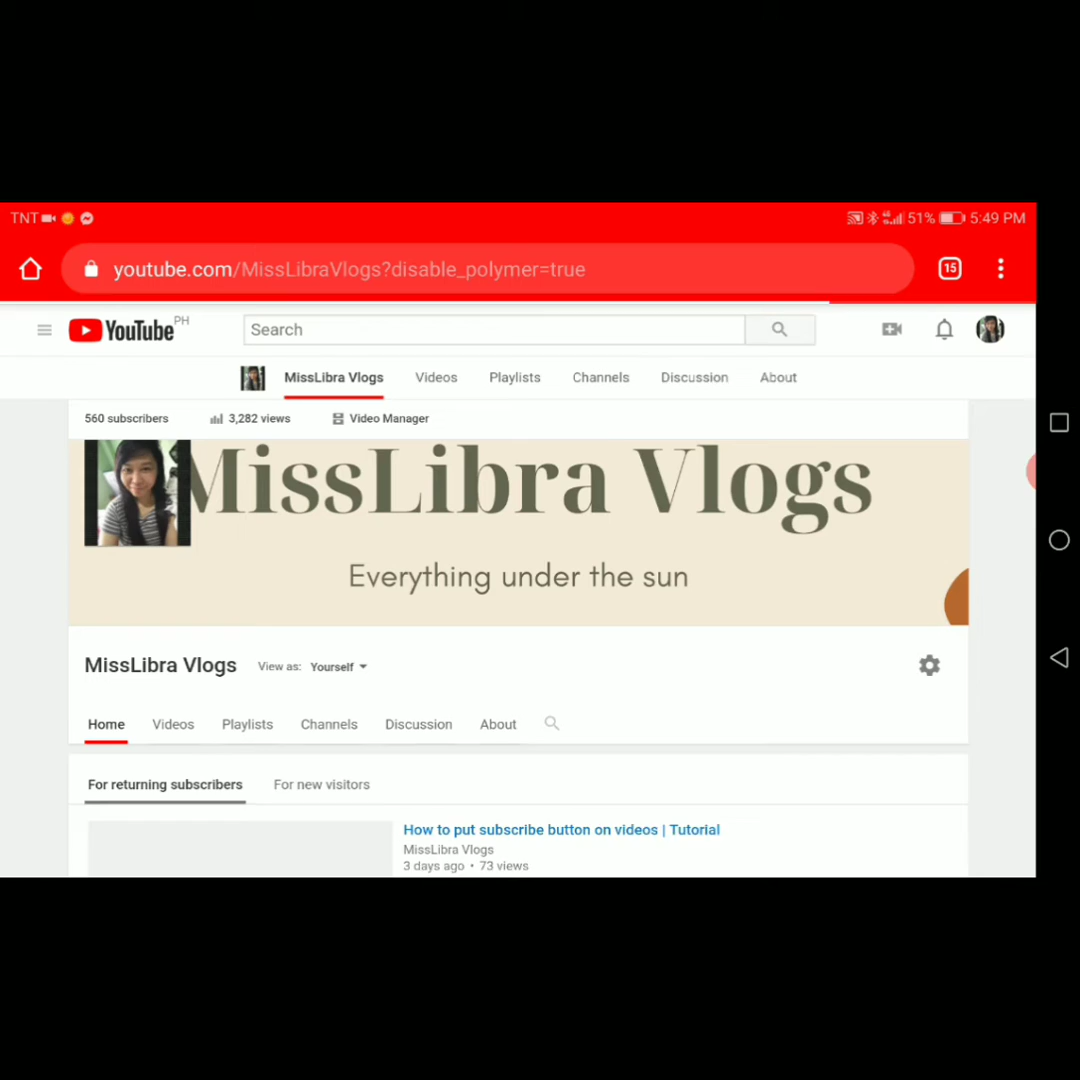 TNT 51% 5:49 PM
youtube.com/MissLibraVlogs?disable_polymer=true 15
YouTube PH Search
MissLibra Vlogs Videos Playlists Channels Discussion About
560 subscribers 3,282 views Video Manager
MissLibra Vlogs
Everything under the sun
MissLibra Vlogs View as: Yourself
Home Videos Playlists Channels Discussion About
For returning subscribers For new visitors
How to put subscribe button on videos | Tutorial
MissLibra Vlogs
3 days ago • 73 views